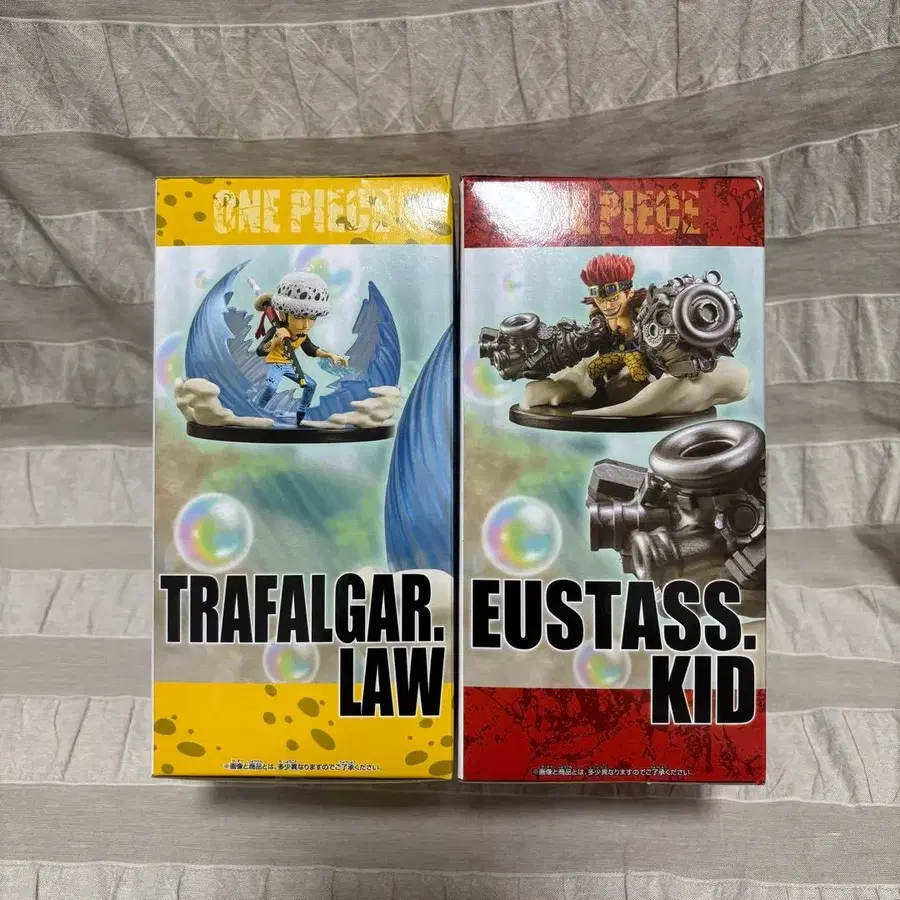 ONE PIECE
TRAFALGAR.
LAW
※画像と商品とは、多少異なりますのでご了承ください。
PIECE
EUSTASS.
KID
※画像と商品とは、多少異なりますのでご了承ください。